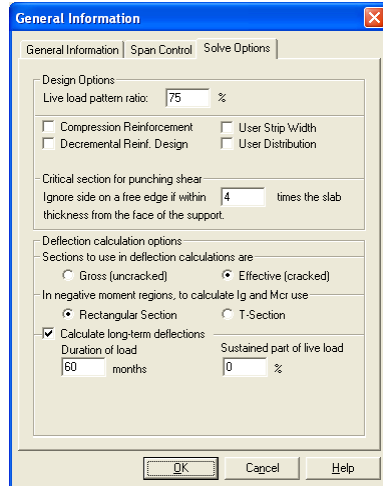 General Information
General Information Span Control Solve Options
Design Options
Live load pattern ratio: 75 %
Compression Reinforcement User Strip Width
Decremental Reinf. Design User Distribution
Critical section for punching shear
Ignore side on a free edge if within 4 times the slab
thickness from the face of the support.
Deflection calculation options
Sections to use in deflection calculations are
Gross (uncracked) Effective (cracked)
In negative moment regions, to calculate Ig and Mcr use
Rectangular Section T-Section
Calculate long-term deflections
Duration of load Sustained part of live load
60 months 0 %
OK Cancel Help